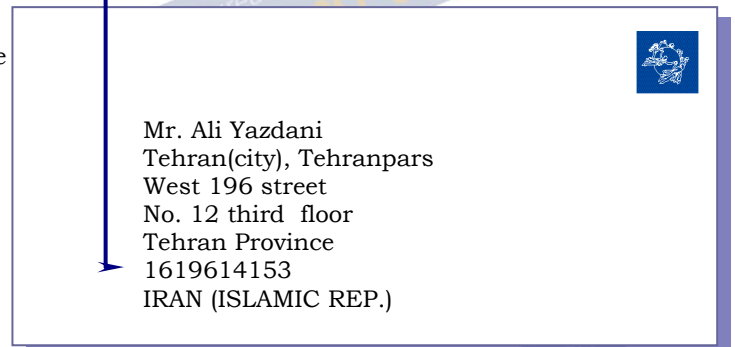 e
Mr. Ali Yazdani
Tehran(city), Tehranpars
West 196 street
No. 12 third floor
Tehran Province
1619614153
IRAN (ISLAMIC REP.)